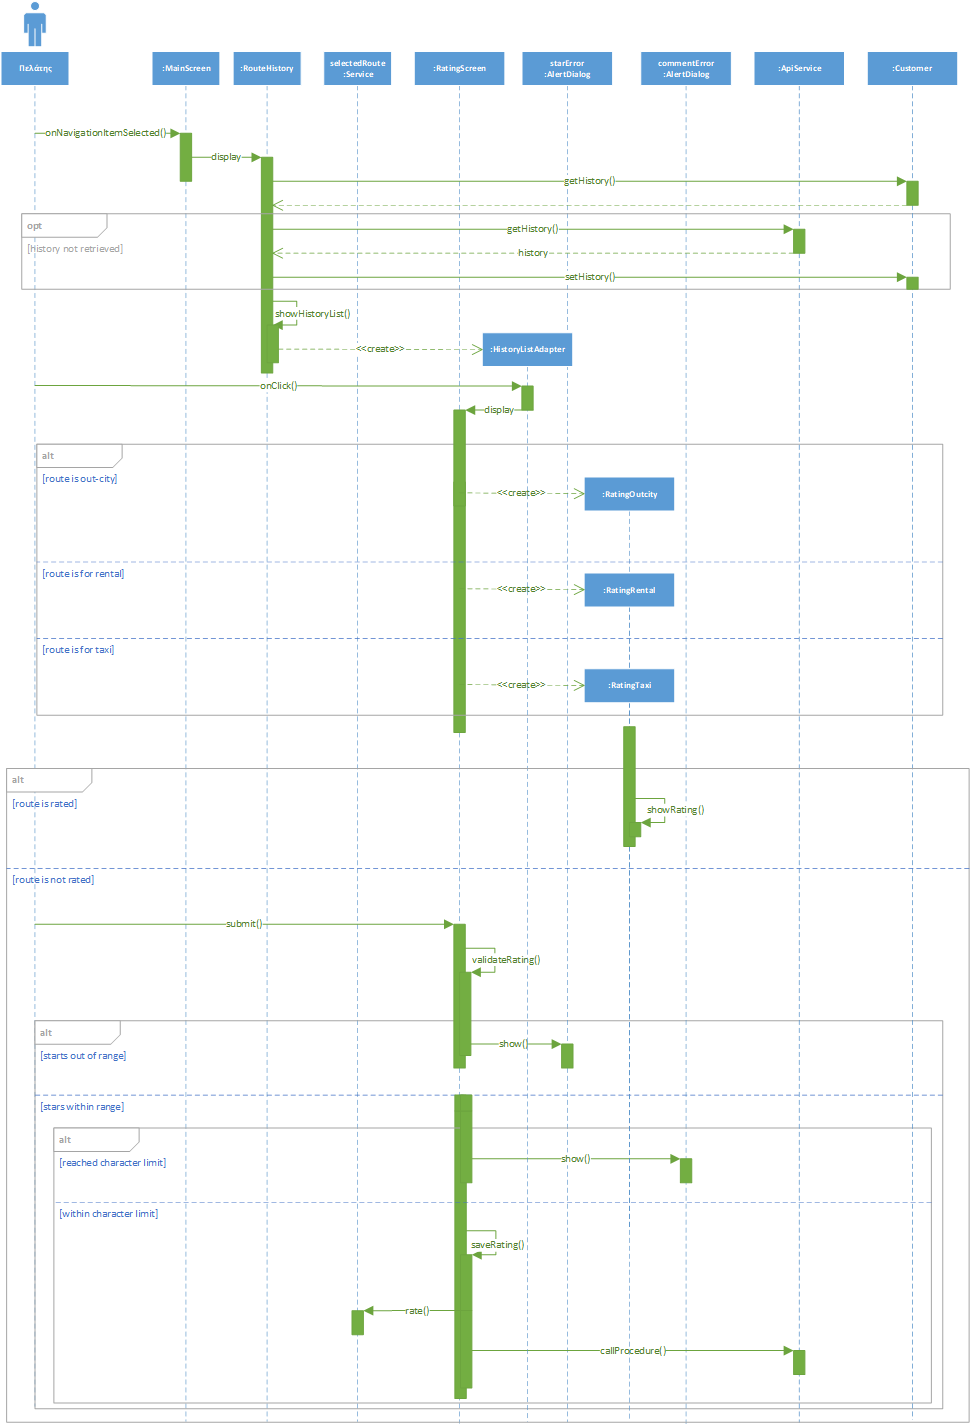 Πελάτης
:MainScreen
:RouteHistory
selectedRoute
:Service
:RatingScreen
starError
:AlertDialog
commentError
:AlertDialog
:ApiService
:Customer
onNavigationItemSelected()
display
getHistory()
opt
[History not retrieved]
getHistory()
history
setHistory()
showHistoryList()
<<create>>
:HistoryListAdapter
onClick()
display
alt
[route is out-city]
<<create>>
:RatingOutcity
[route is for rental]
<<create>>
:RatingRental
[route is for taxi]
<<create>>
:RatingTaxi
alt
[route is rated]
showRating()
[route is not rated]
submit()
validateRating()
alt
[starts out of range]
show()
[stars within range]
alt
[reached character limit]
show()
[within character limit]
saveRating()
rate()
callProcedure()